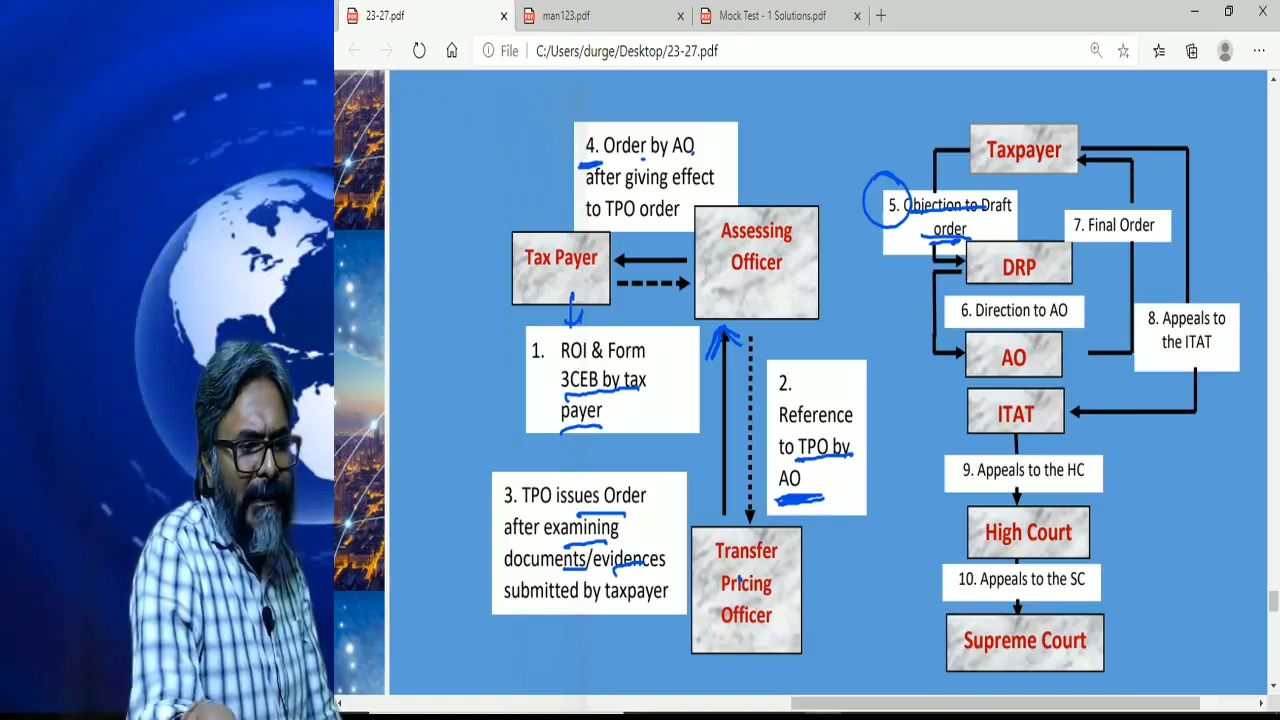 23-27.pdf
man123.pdf
Mock Test - 1 Solutions.pdf
File
C:/Users/durge/Desktop/23-27.pdf
4. Order by AO
after giving effect
to TPO order
Tax Payer
Assessing
Officer
1. ROI & Form
3CEB by tax
payer
2.
Reference
to TPO by
AO
3. TPO issues Order
after examining
documents/evidences
submitted by taxpayer
Transfer
Pricing
Officer
Taxpayer
5. Objection to Draft
order
7. Final Order
DRP
6. Direction to AO
8. Appeals to
the ITAT
AO
ITAT
9. Appeals to the HC
High Court
10. Appeals to the SC
Supreme Court